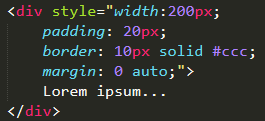 <div style="width:200px;
padding: 20px;
border: 10px solid #ccc;
margin: 0 auto;">
Lorem ipsum...
</div>